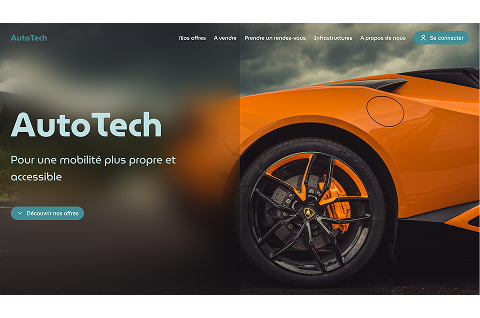 AutoTech
Nos offres
A vendre
Prendre un rendez-vous
Infrastructures
A propos de nous
Se connecter
AutoTech
Pour une mobilité plus propre et
accessible
Découvrir nos offres